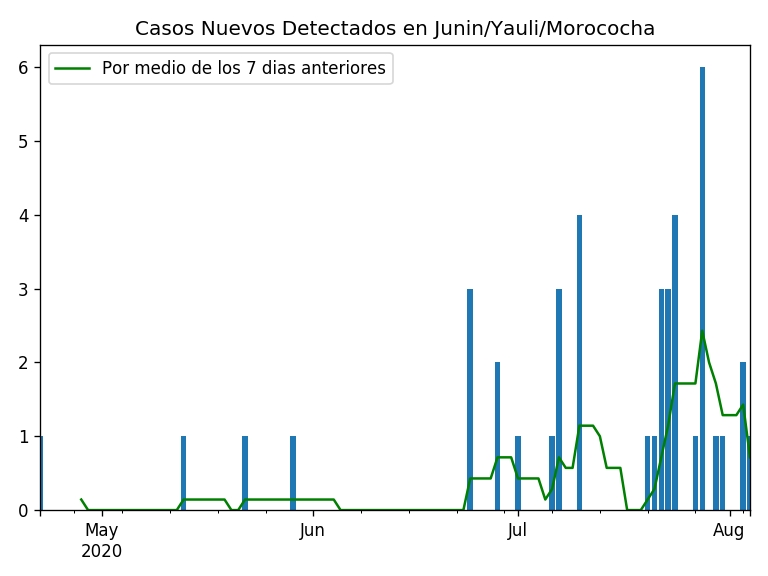 Casos Nuevos Detectados en Junin/Yauli/Morococha
Por medio de los 7 dias anteriores
6
5
4
3
2
1
0
May Jun Jul Aug
2020